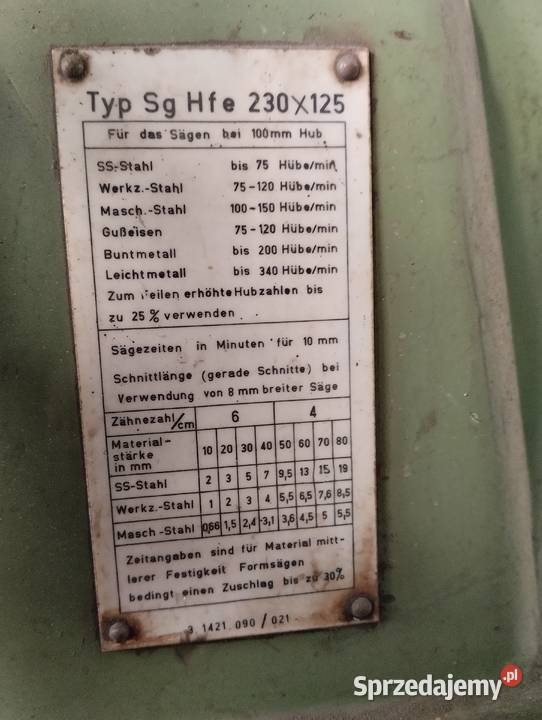 Typ Sg Hfe 230X125
Für das Sägen bei 100mm Hub
SS-Stahl bis 75 Hübe/min
Werkz.-Stahl 75-120 Hübe/min
Masch.-Stahl 100-150 Hübe/min
Gußeisen 75-120 Hübe/min
Buntmetall bis 200 Hübe/min
Leichtmetall bis 340 Hübe/min
Zum Feilen erhöhte Hubzahlen bis
zu 25% verwenden
Sägezeiten in Minuten für 10 mm
Schnittlänge (gerade Schnitte) bei
Verwendung von 8 mm breiter Säge
Zähnezahl/cm 6 4
Material-
stärke
in mm 10 20 30 40 50 60 70 80
SS-Stahl 2 3 5 7 9,5 13 15 19
Werkz.-Stahl 1 2 3 4 5,5 6,5 7,6 8,5
Masch-Stahl 0,66 1,5 2,4 3,1 3,6 4,5 5 5,5
Zeitangaben sind für Material mitt-
lerer Festigkeit Formsägen
bedingt einen Zuschlag bis zu 30%
3 1421.090/021
Sprzedajemy.pl